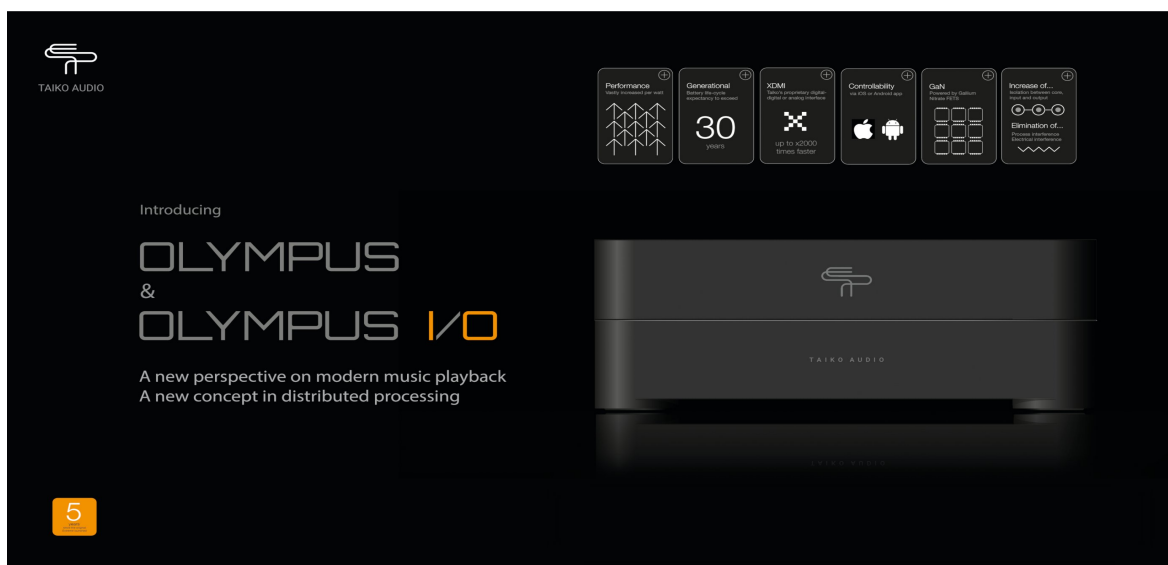 TAIKO AUDIO
Performance
Vastly increased per watt
Generational
Battery life-cycle
expectancy to exceed
30
years
XDMI
Taiko's proprietary digital-
digital or analog interface
up to x2000
times faster
Controllability
via iOS or Android app
GaN
Powered by Gallium
Nitrate FETS
Increase of...
Isolation between core,
input and output
Elimination of...
Process interference
Electrical interference
Introducing
OLYMPUS
&
OLYMPUS I/O
A new perspective on modern music playback
A new concept in distributed processing
TAIKO AUDIO
5